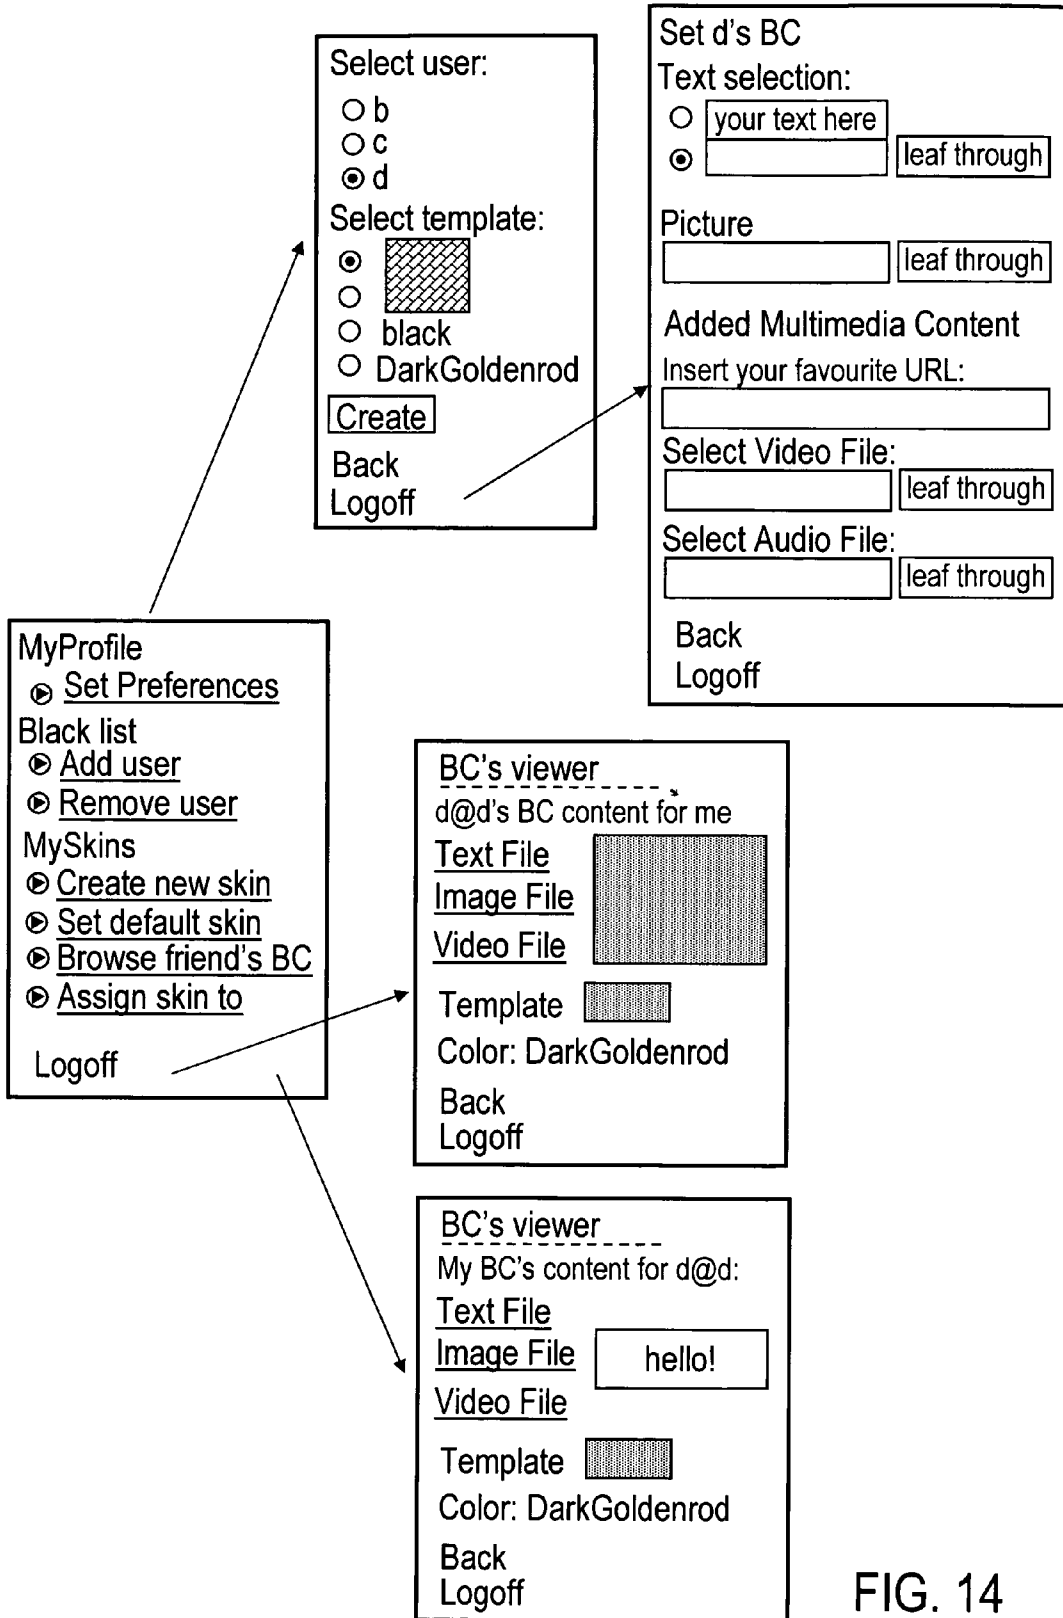 Select user:
b
c
d
Select template:
black
DarkGoldenrod
Create
Back
Logoff
Set d's BC
Text selection:
your text here
leaf through
Picture
leaf through
Added Multimedia Content
Insert your favourite URL:
Select Video File:
leaf through
Select Audio File:
leaf through
Back
Logoff
MyProfile
Set Preferences
Black list
Add user
Remove user
MySkins
Create new skin
Set default skin
Browse friend's BC
Assign skin to
Logoff
BC's viewer
d@d's BC content for me
Text File
Image File
Video File
Template
Color: DarkGoldenrod
Back
Logoff
BC's viewer
My BC's content for d@d:
Text File
Image File
hello!
Video File
Template
Color: DarkGoldenrod
Back
Logoff
FIG. 14